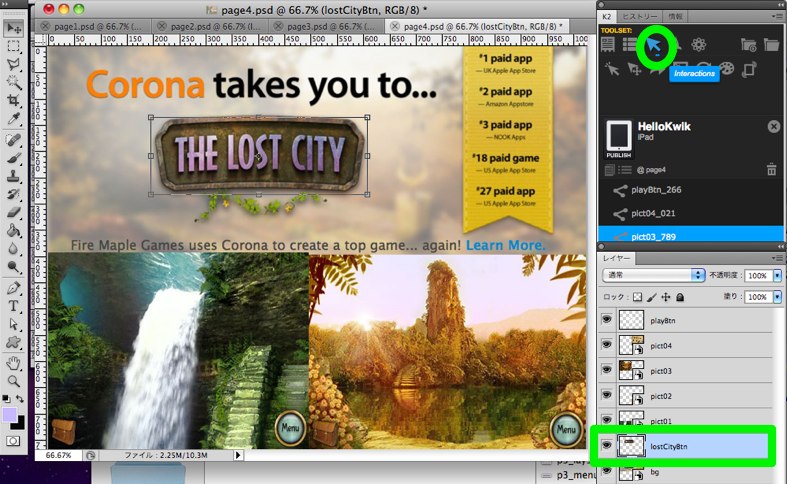 page4.psd @ 66.7% (lostCityBtn, RGB/8) *
page1.psd @ 66.7% (...
page2.psd @ 66.7% (l...
page3.psd @ 66.7% (...
page4.psd @ 66.7% (lostCityBtn, RGB/8) *
Corona takes you to...
THE LOST CITY
#1 paid app
— UK Apple App Store
#2 paid app
— Amazon Appstore
#3 paid app
— NOOK Apps
#18 paid game
— US Apple App Store
#27 paid app
— US Apple App Store
Fire Maple Games uses Corona to create a top game... again! Learn More.
Menu
Menu
66.67%
ファイル : 2.25M/10.3M
p3_menu
K2
ヒストリー
情報
TOOLSET:
Interactions
HelloKwik
iPad
PUBLISH
@ page4
playBtn_266
pict04_021
pict03_789
レイヤー
通常
不透明度 : 100%
ロック :
塗り : 100%
playBtn
pict04
pict03
pict02
pict01
lostCityBtn
bg